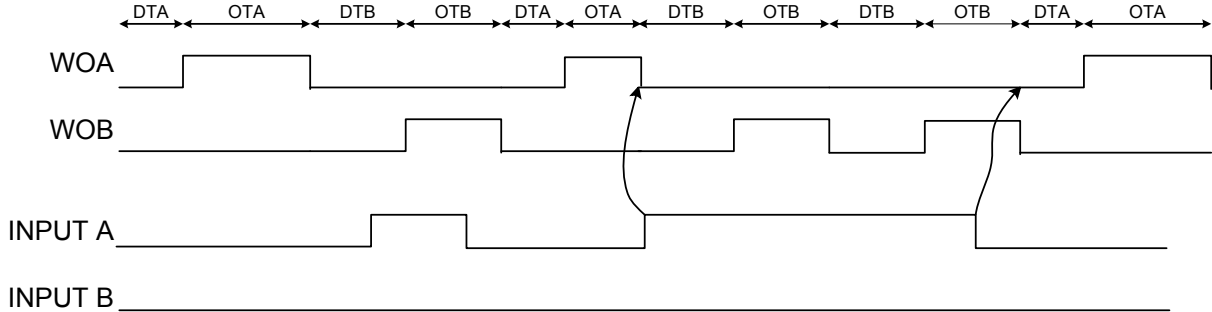 DTA OTA DTB OTB DTA OTA DTB OTB DTB OTB DTA OTA
WOA
WOB
INPUT A
INPUT B